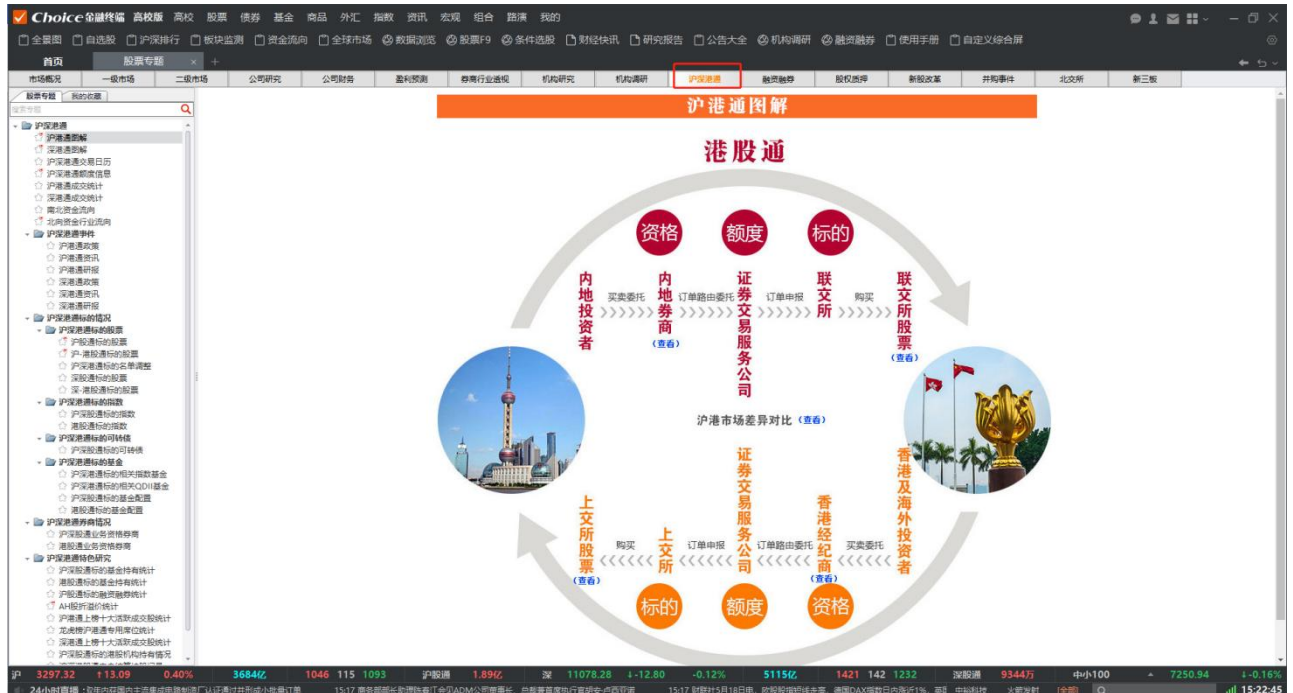 Choice金融终端 高校版 高校 股票 债券 基金 商品 外汇 指数 资讯 宏观 组合 路演 我的
全景图 自选股 沪深排行 板块监测 资金流向 全球市场 数据浏览 股票F9 条件选股 财经快讯 研究报告 公告大全 机构调研 融资融券 使用手册 自定义综合屏
首页 股票专题 × +
市场概况 一级市场 二级市场 公司研究 公司财务 盈利预测 券商行业透视 机构研究 机构调研 沪深港通 融资融券 股权质押 新股改革 并购事件 北交所 新三板
股票专题 我的收藏
搜索专题
沪深港通
沪港通图解
深港通图解
沪深港通交易日历
沪深港通额度信息
沪港通成交统计
深港通成交统计
南北资金流向
北向资金行业流向
沪深港通事件
沪港通政策
沪港通资讯
沪港通研报
深港通政策
深港通资讯
深港通研报
沪深港通标的情况
沪深港通标的股票
沪股通标的股票
沪-港股通标的股票
沪深港通标的名单调整
深股通标的股票
深-港股通标的股票
沪深港通标的指数
沪深股通标的指数
港股通标的指数
沪深港通标的可转债
沪深股通标的可转债
沪深港通标的基金
沪深港通标的相关指数基金
沪深港通标的相关QDII基金
沪深股通标的基金配置
港股通标的基金配置
沪深港通券商情况
沪深股通业务资格券商
港股通业务资格券商
沪深港通特色研究
沪深股通标的基金持有统计
港股通标的基金持有统计
沪股通标的融资融券统计
AH股折溢价统计
沪港通上榜十大活跃成交股统计
龙虎榜沪港通专用席位统计
深港通上榜十大活跃成交股统计
沪深股通标的港股机构持有情况
沪港通图解
港股通
资格 额度 标的
内地投资者
买卖委托
内地券商
(查看)
订单路由委托
证券交易服务公司
订单申报
联交所
购买
联交所股票
(查看)
沪港市场差异对比 (查看)
上交所股票
(查看)
购买
上交所
订单申报
证券交易服务公司
订单路由委托
香港经纪商
(查看)
买卖委托
香港及海外投资者
标的 额度 资格
沪 3297.32 ↑13.09 0.40% 3684亿 1046 115 1093 沪股通 1.89亿 深 11078.28 ↓-12.80 -0.12% 5115亿 1421 142 1232 深股通 9344万 中小100 7250.94 ↓-0.16%
24小时直播 15:17 财联社5月18日电 火箭发射 [全部] 15:22:45